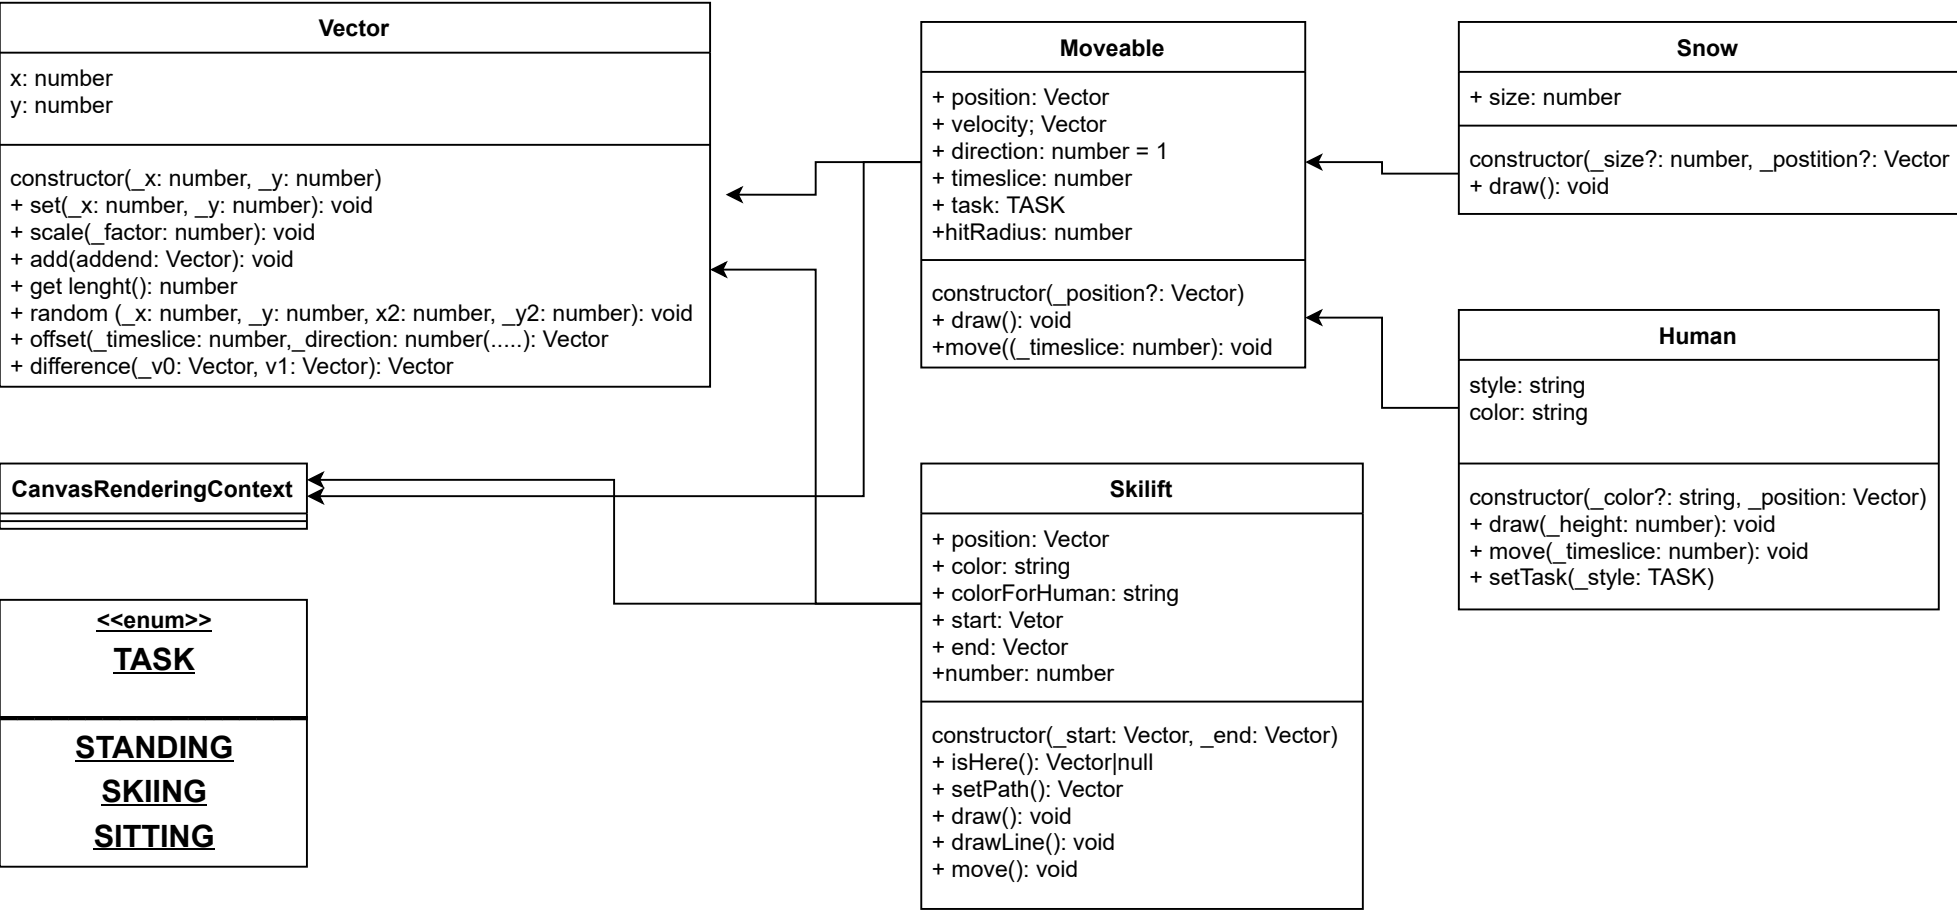 Vector
x: number
y: number
constructor(_x: number, _y: number)
+ set(_x: number, _y: number): void
+ scale(_factor: number): void
+ add(addend: Vector): void
+ get lenght(): number
+ random (_x: number, _y: number, x2: number, _y2: number): void
+ offset(_timeslice: number,_direction: number(.....): Vector
+ difference(_v0: Vector, v1: Vector): Vector
Moveable
+ position: Vector
+ velocity; Vector
+ direction: number = 1
+ timeslice: number
+ task: TASK
+hitRadius: number
constructor(_position?: Vector)
+ draw(): void
+move((_timeslice: number): void
Snow
+ size: number
constructor(_size?: number, _postition?: Vector
+ draw(): void
Human
style: string
color: string
constructor(_color?: string, _position: Vector)
+ draw(_height: number): void
+ move(_timeslice: number): void
+ setTask(_style: TASK)
CanvasRenderingContext
Skilift
+ position: Vector
+ color: string
+ colorForHuman: string
+ start: Vetor
+ end: Vector
+number: number
constructor(_start: Vector, _end: Vector)
+ isHere(): Vector|null
+ setPath(): Vector
+ draw(): void
+ drawLine(): void
+ move(): void
<<enum>>
TASK
STANDING
SKIING
SITTING